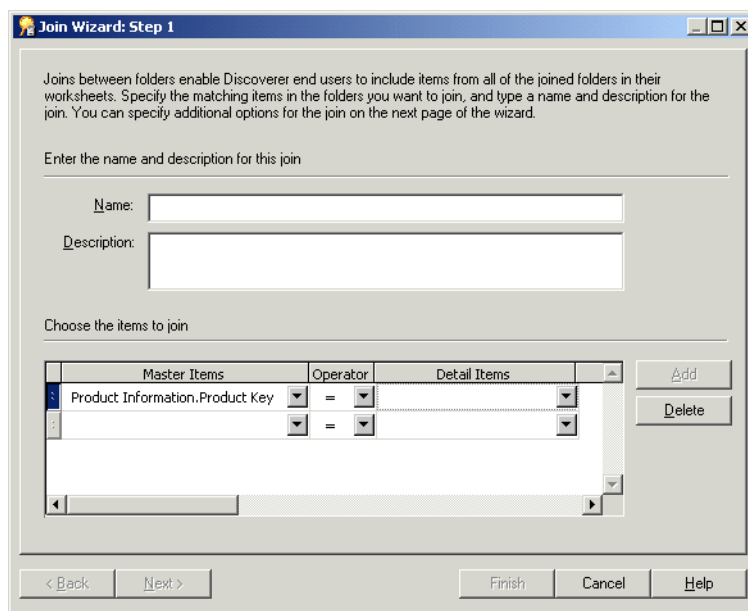 Join Wizard: Step 1
Joins between folders enable Discoverer end users to include items from all of the joined folders in their
worksheets. Specify the matching items in the folders you want to join, and type a name and description for the
join. You can specify additional options for the join on the next page of the wizard.
Enter the name and description for this join
Name:
Description:
Choose the items to join
Master Items Operator Detail Items
Add
Product Information.Product Key =
Delete
=
< Back Next > Finish Cancel Help